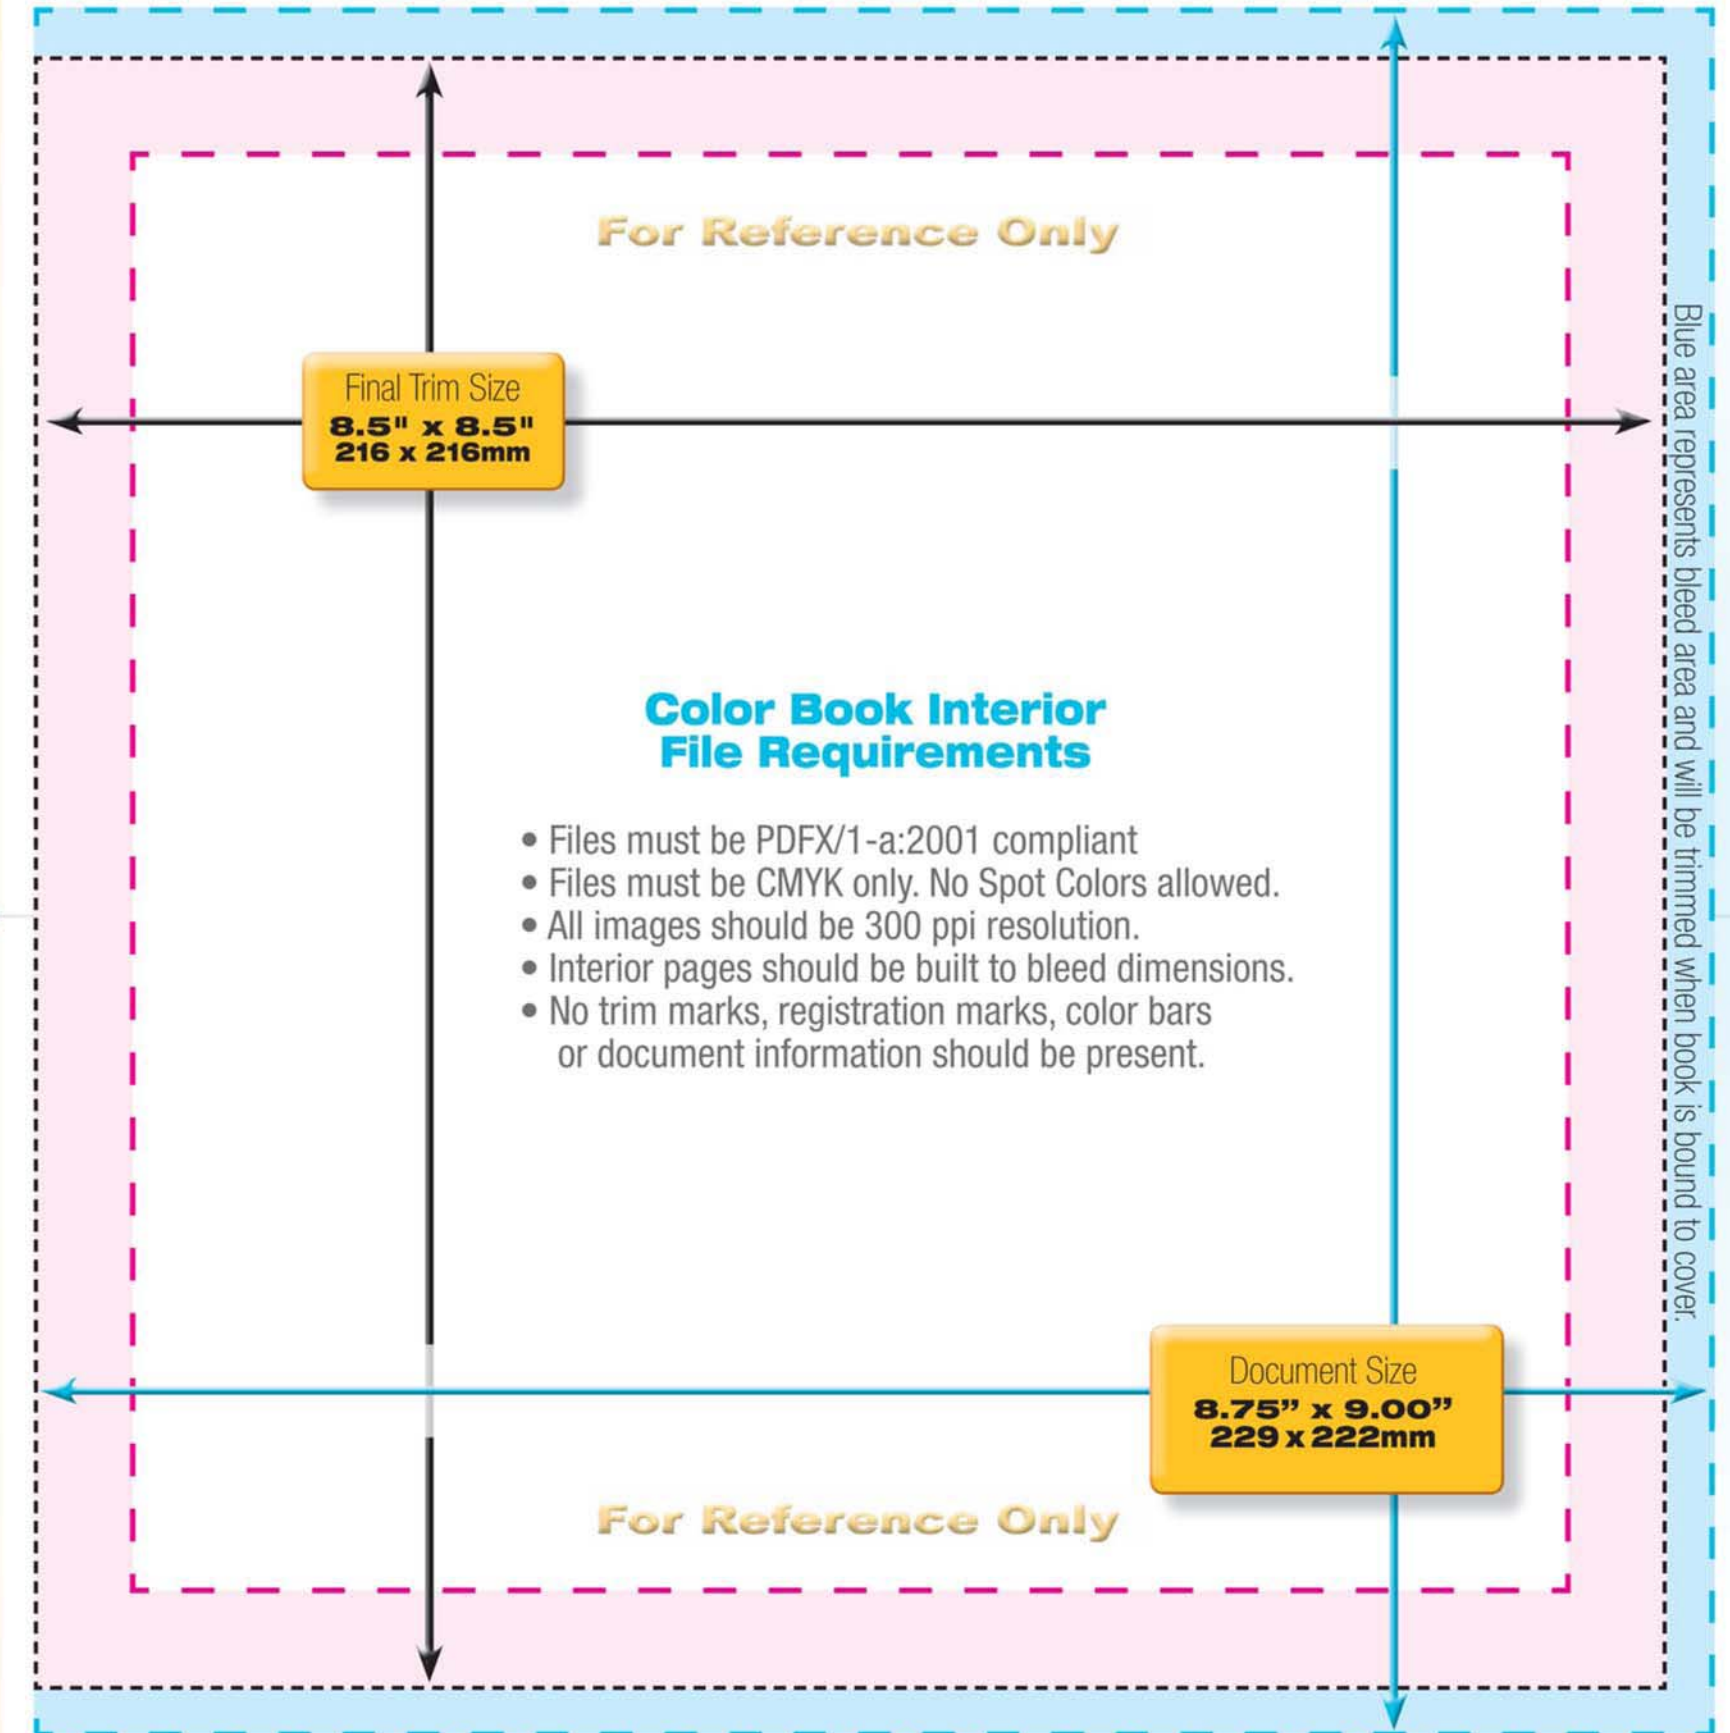 For Reference Only
Final Trim Size
8.5" x 8.5"
216 x 216mm
Color Book Interior
File Requirements
• Files must be PDFX/1-a:2001 compliant
• Files must be CMYK only. No Spot Colors allowed.
• All images should be 300 ppi resolution.
• Interior pages should be built to bleed dimensions.
• No trim marks, registration marks, color bars
or document information should be present.
Document Size
8.75” x 9.00”
229 x 222mm
For Reference Only
Blue area represents bleed area and will be trimmed when book is bound to cover.